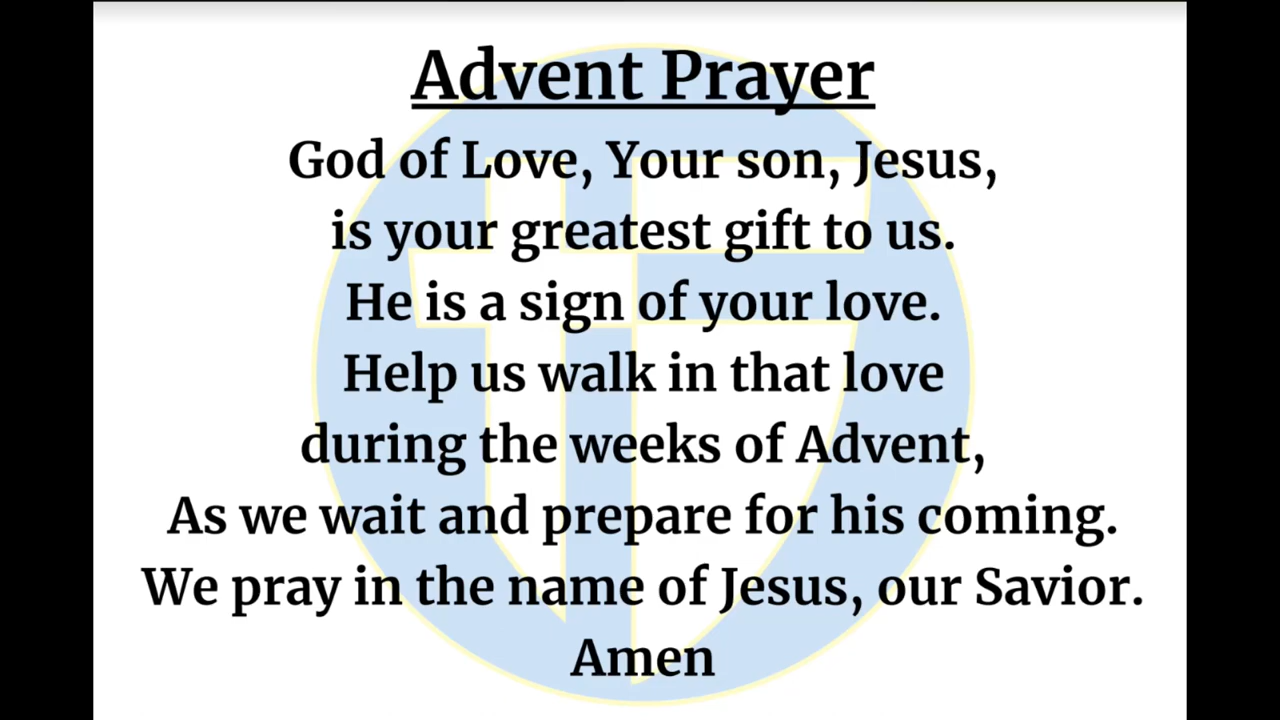 Advent Prayer
God of Love, Your son, Jesus,
is your greatest gift to us.
He is a sign of your love.
Help us walk in that love
during the weeks of Advent,
As we wait and prepare for his coming.
We pray in the name of Jesus, our Savior.
Amen